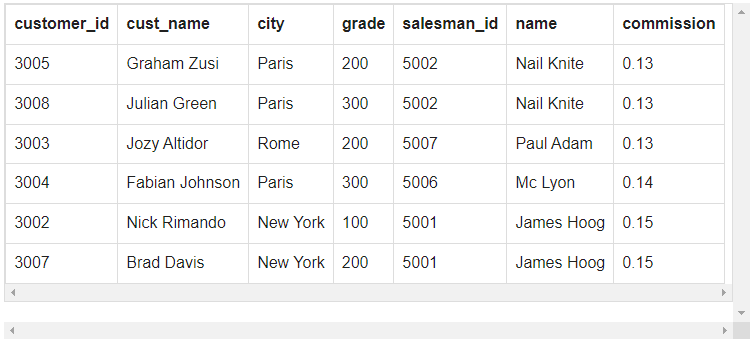 customer_id cust_name city grade salesman_id name commission
3005 Graham Zusi Paris 200 5002 Nail Knite 0.13
3008 Julian Green Paris 300 5002 Nail Knite 0.13
3003 Jozy Altidor Rome 200 5007 Paul Adam 0.13
3004 Fabian Johnson Paris 300 5006 Mc Lyon 0.14
3002 Nick Rimando New York 100 5001 James Hoog 0.15
3007 Brad Davis New York 200 5001 James Hoog 0.15